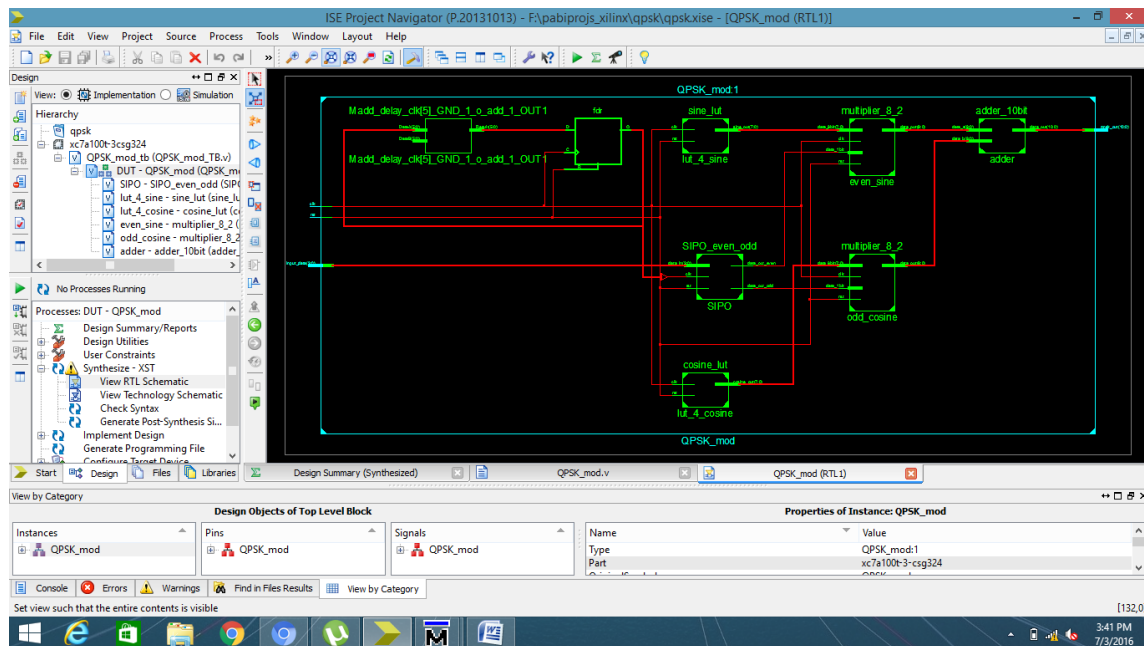 ISE Project Navigator (P.20131013) - F:\pabiprojs_xilinx\qpsk\qpsk.xise - [QPSK_mod (RTL1)]
File Edit View Project Source Process Tools Window Layout Help
Design
View: Implementation Simulation
Hierarchy
qpsk
xc7a100t-3csg324
QPSK_mod_tb (QPSK_mod_TB.v)
DUT - QPSK_mod (QPSK_m
SIPO - SIPO_even_odd (SIP
lut_4_sine - sine_lut (sine_lu
lut_4_cosine - cosine_lut (co
even_sine - multiplier_8_2 (
odd_cosine - multiplier_8_2
adder - adder_10bit (adder_
No Processes Running
Processes: DUT - QPSK_mod
Design Summary/Reports
Design Utilities
User Constraints
Synthesize - XST
View RTL Schematic
View Technology Schematic
Check Syntax
Generate Post-Synthesis Si...
Implement Design
Generate Programming File
Configure Target Device
Start Design Files Libraries
QPSK_mod:1
Madd_delay_clk[5]_GND_1_o_add_1_OUT1
fdr
sine_lut
multiplier_8_2
adder_10bit
Madd_delay_clk[5]_GND_1_o_add_1_OUT1
lut_4_sine
adder
even_sine
SIPO_even_odd
multiplier_8_2
SIPO
odd_cosine
cosine_lut
lut_4_cosine
QPSK_mod
Design Summary (Synthesized) QPSK_mod.v QPSK_mod (RTL1)
View by Category
Design Objects of Top Level Block
Properties of Instance: QPSK_mod
Instances Pins Signals Name Value
QPSK_mod QPSK_mod QPSK_mod Type QPSK_mod:1
Part xc7a100t-3-csg324
Console Errors Warnings Find in Files Results View by Category
Set view such that the entire contents is visible
[132,0
3:41 PM
7/3/2016